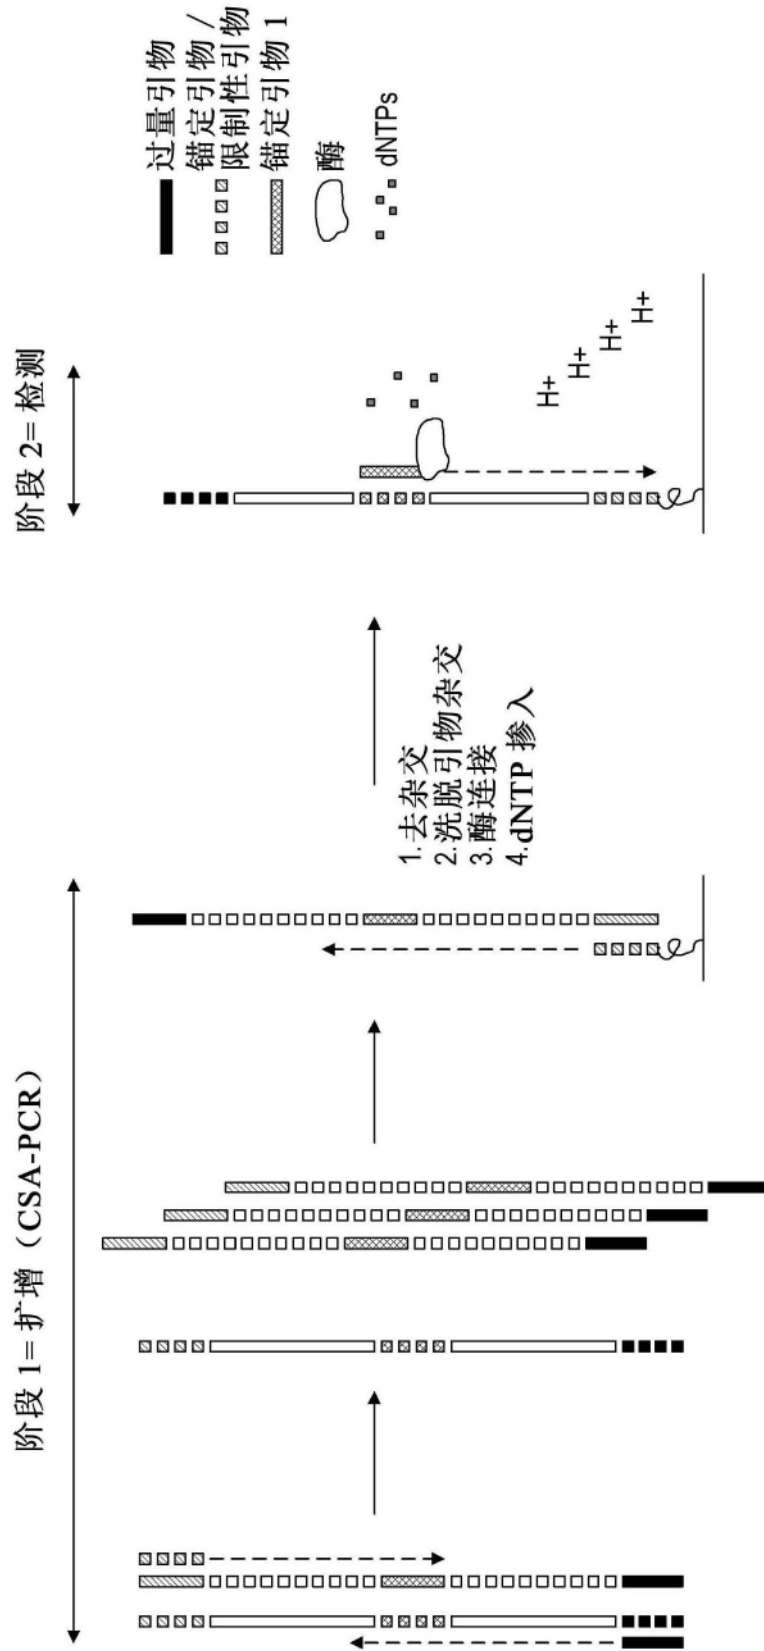 阶段 1= 扩增（CSA-PCR）
1. 去杂交
2. 洗脱引物杂交
3. 酶连接
4. dNTP 掺入
阶段 2= 检测
H+
H+
H+
H+
过量引物
锚定引物 /
限制性引物
锚定引物 1
酶
dNTPs